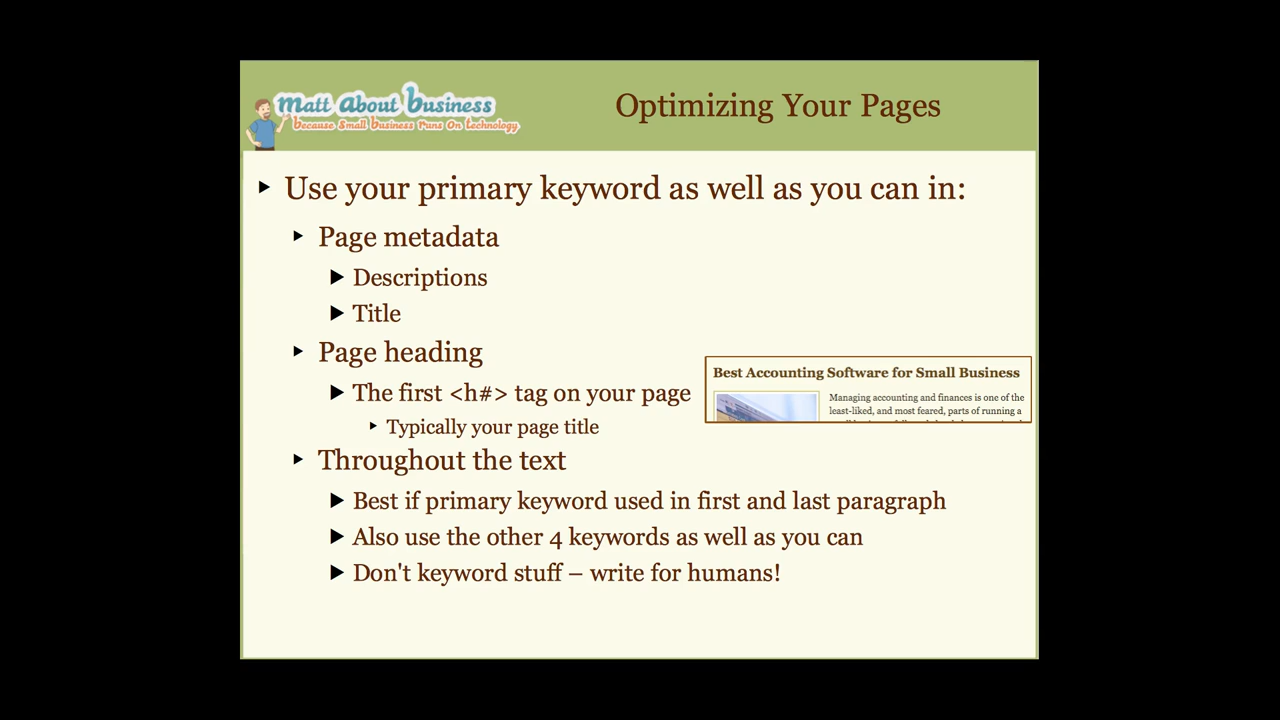 Matt About Business
Because Small Business Runs On Technology
Optimizing Your Pages
Use your primary keyword as well as you can in:
Page metadata
Descriptions
Title
Page heading
The first <h#> tag on your page
Typically your page title
Best Accounting Software for Small Business
Managing accounting and finances is one of the
least-liked, and most feared, parts of running a
Throughout the text
Best if primary keyword used in first and last paragraph
Also use the other 4 keywords as well as you can
Don't keyword stuff – write for humans!